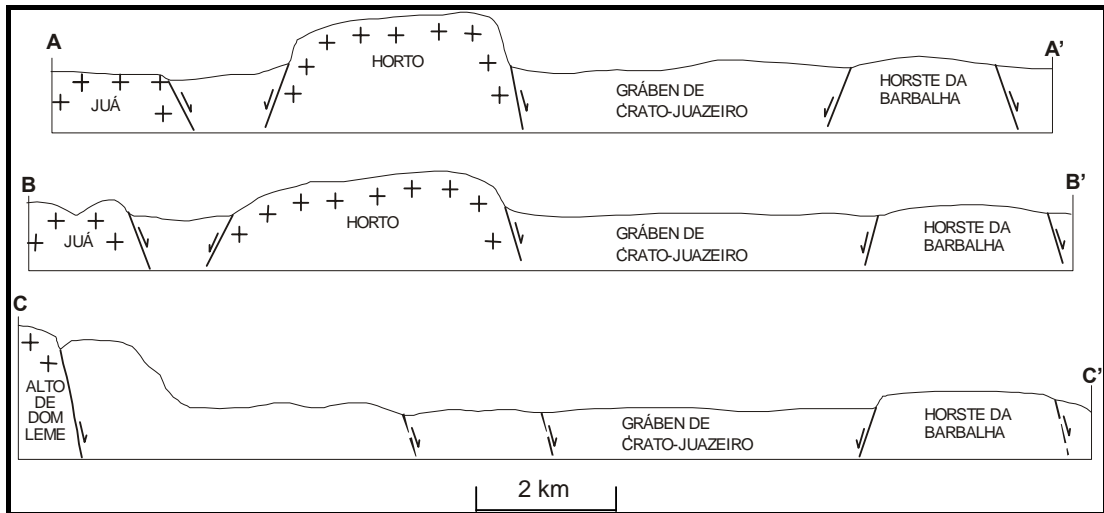 A
A'
JUÁ
HORTO
GRÁBEN DE
CRATO-JUAZEIRO
HORSTE DA
BARBALHA
B
B'
JUÁ
HORTO
GRÁBEN DE
CRATO-JUAZEIRO
HORSTE DA
BARBALHA
C
C'
ALTO
DE
DOM
LEME
GRÁBEN DE
CRATO-JUAZEIRO
HORSTE DA
BARBALHA
2 km